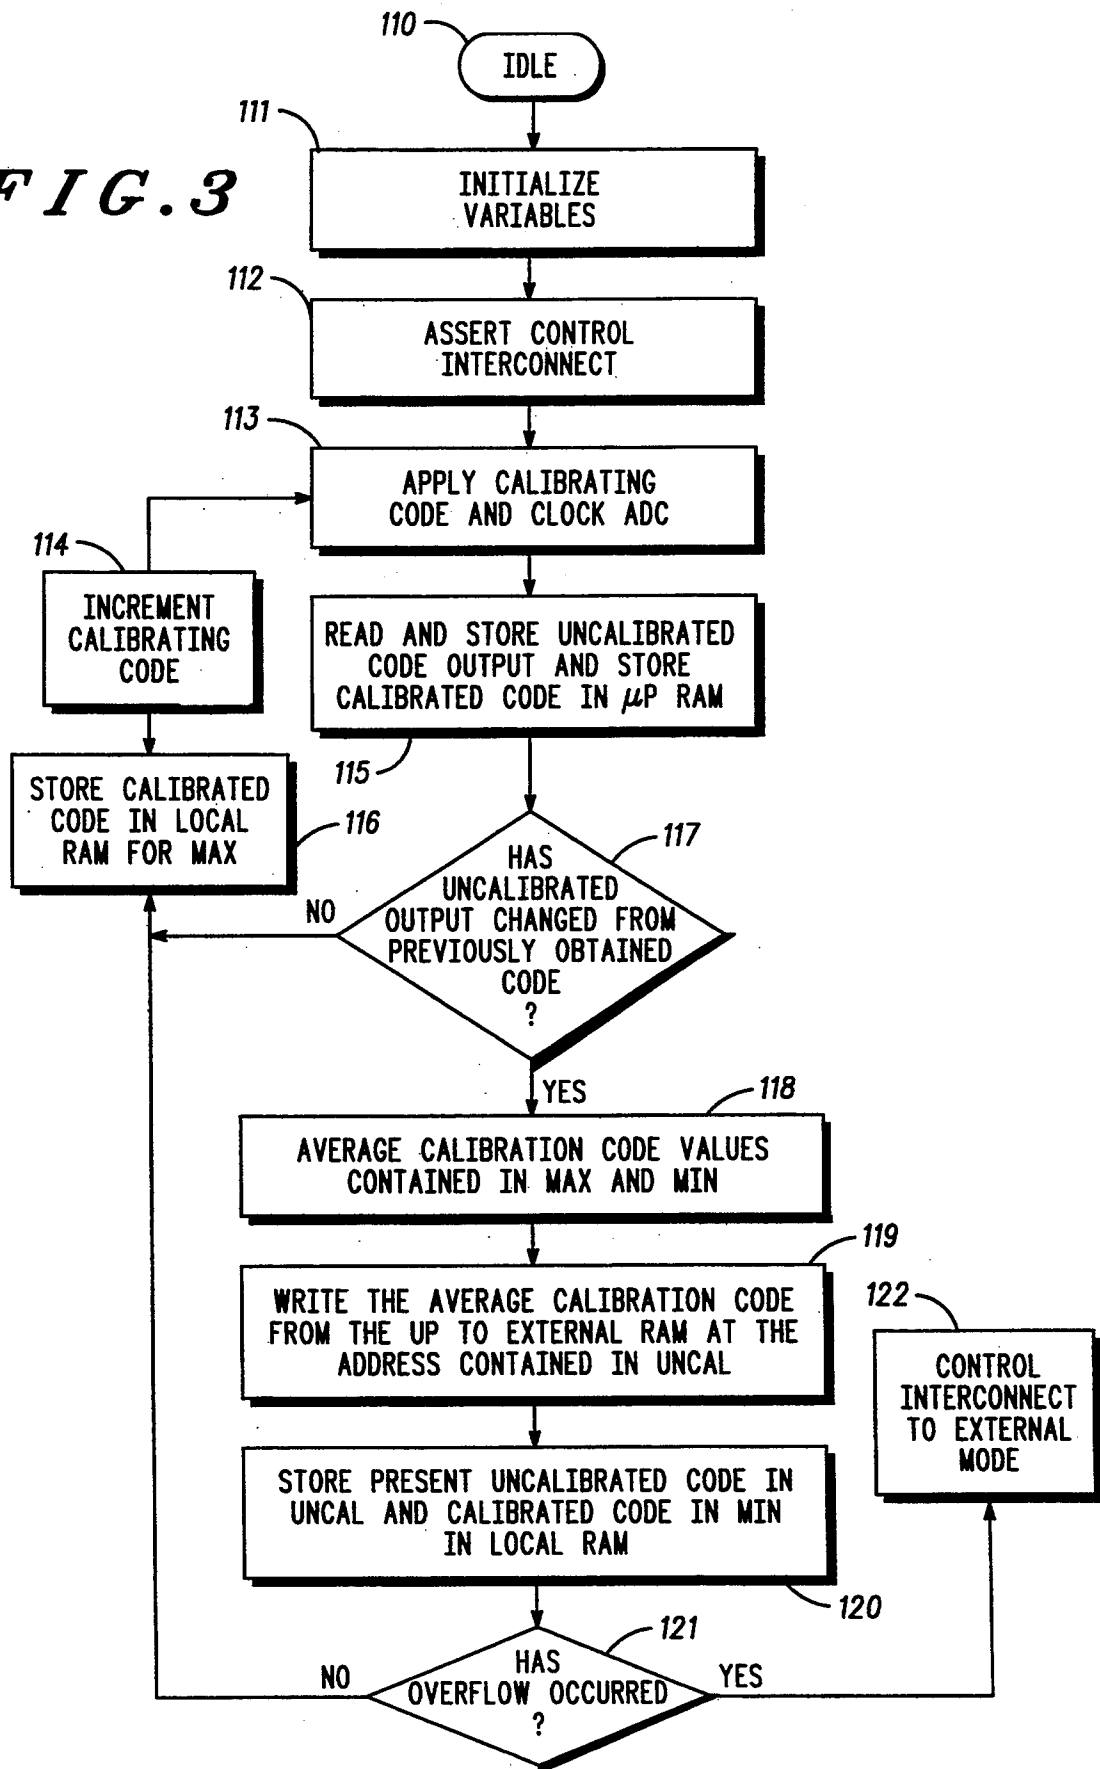 110
IDLE
111
FIG.3
INITIALIZE
VARIABLES
112
ASSERT CONTROL
INTERCONNECT
113
APPLY CALIBRATING
CODE AND CLOCK ADC
114
INCREMENT
CALIBRATING
CODE
READ AND STORE UNCALIBRATED
CODE OUTPUT AND STORE
CALIBRATED CODE IN μP RAM
115
STORE CALIBRATED
CODE IN LOCAL
RAM FOR MAX
116
117
HAS
UNCALIBRATED
OUTPUT CHANGED FROM
PREVIOUSLY OBTAINED
CODE
?
NO
YES
118
AVERAGE CALIBRATION CODE VALUES
CONTAINED IN MAX AND MIN
119
WRITE THE AVERAGE CALIBRATION CODE
FROM THE UP TO EXTERNAL RAM AT THE
ADDRESS CONTAINED IN UNCAL
122
CONTROL
INTERCONNECT
TO EXTERNAL
MODE
STORE PRESENT UNCALIBRATED CODE IN
UNCAL AND CALIBRATED CODE IN MIN
IN LOCAL RAM
120
121
HAS
OVERFLOW OCCURRED
?
NO
YES